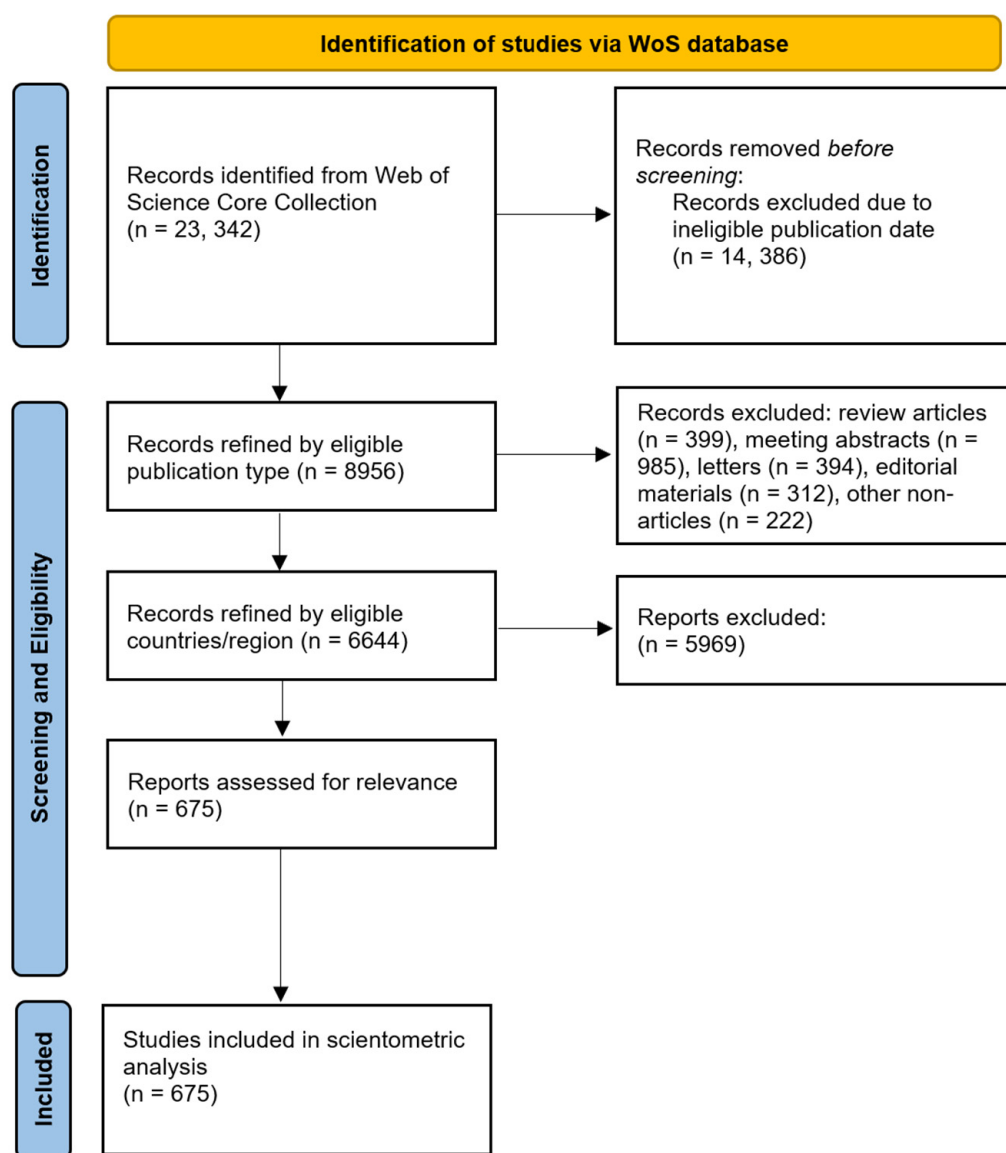 Identification of studies via WoS database
Identification
Records identified from Web of
Science Core Collection
(n = 23, 342)
Records removed before
screening:
Records excluded due to
ineligible publication date
(n = 14, 386)
Screening and Eligibility
Records refined by eligible
publication type (n = 8956)
Records excluded: review articles
(n = 399), meeting abstracts (n =
985), letters (n = 394), editorial
materials (n = 312), other non-
articles (n = 222)
Records refined by eligible
countries/region (n = 6644)
Reports excluded:
(n = 5969)
Reports assessed for relevance
(n = 675)
Included
Studies included in scientometric
analysis
(n = 675)